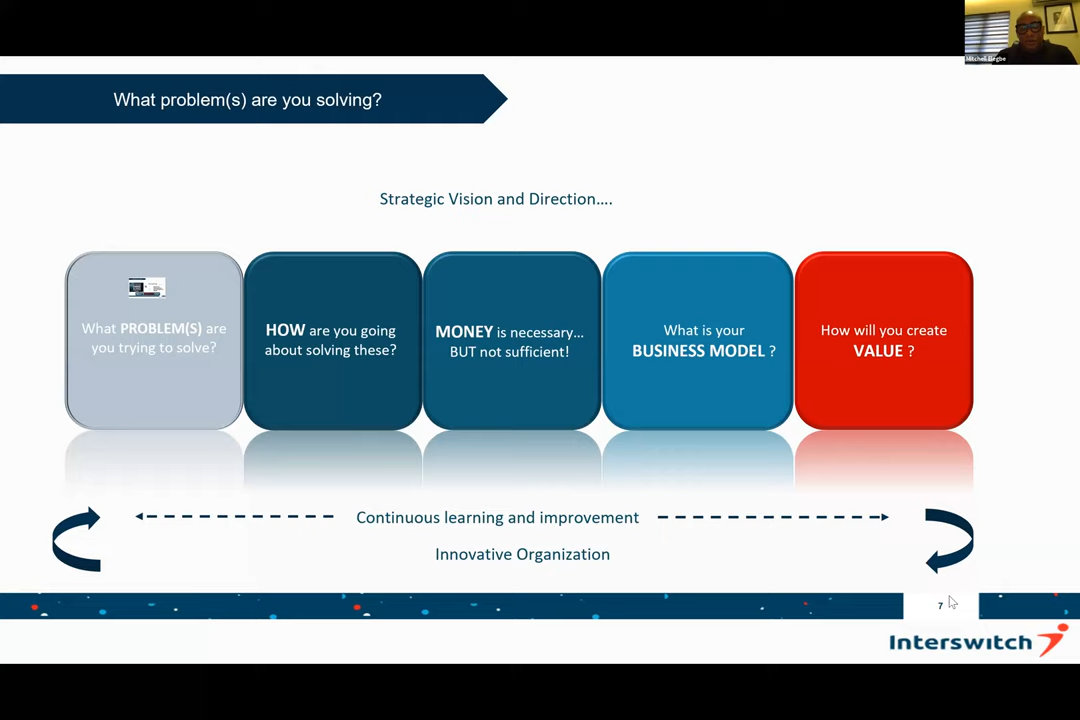 Mitchell Elegbe
What problem(s) are you solving?
Strategic Vision and Direction....
What PROBLEM(S) are
you trying to solve?
HOW are you going
about solving these?
MONEY is necessary...
BUT not sufficient!
What is your
BUSINESS MODEL ?
How will you create
VALUE ?
Continuous learning and improvement
Innovative Organization
7
Interswitch